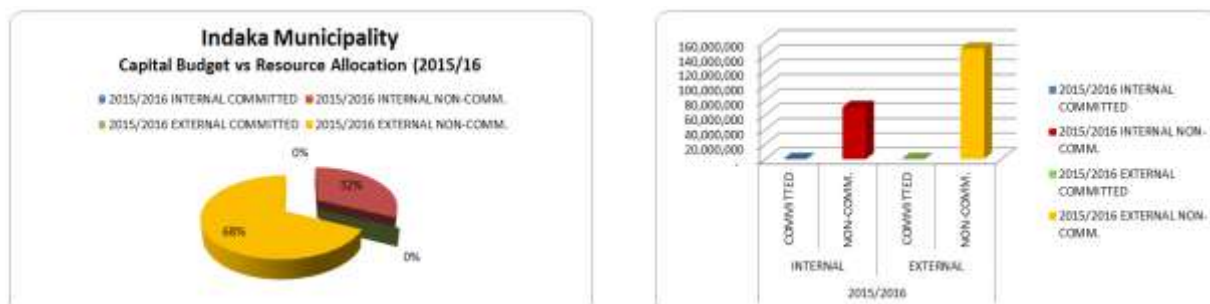 Indaka Municipality
Capital Budget vs Resource Allocation (2015/16
2015/2016 INTERNAL COMMITTED 2015/2016 INTERNAL NON-COMM.
2015/2016 EXTERNAL COMMITTED 2015/2016 EXTERNAL NON-COMM.
0%
32%
68%
0%
160,000,000
140,000,000
120,000,000
100,000,000
80,000,000
60,000,000
40,000,000
20,000,000
-
COMMITTED
NON-COMM.
COMMITTED
NON-COMM.
INTERNAL EXTERNAL
2015/2016
2015/2016 INTERNAL
COMMITTED
2015/2016 INTERNAL NON-
COMM.
2015/2016 EXTERNAL
COMMITTED
2015/2016 EXTERNAL NON-
COMM.